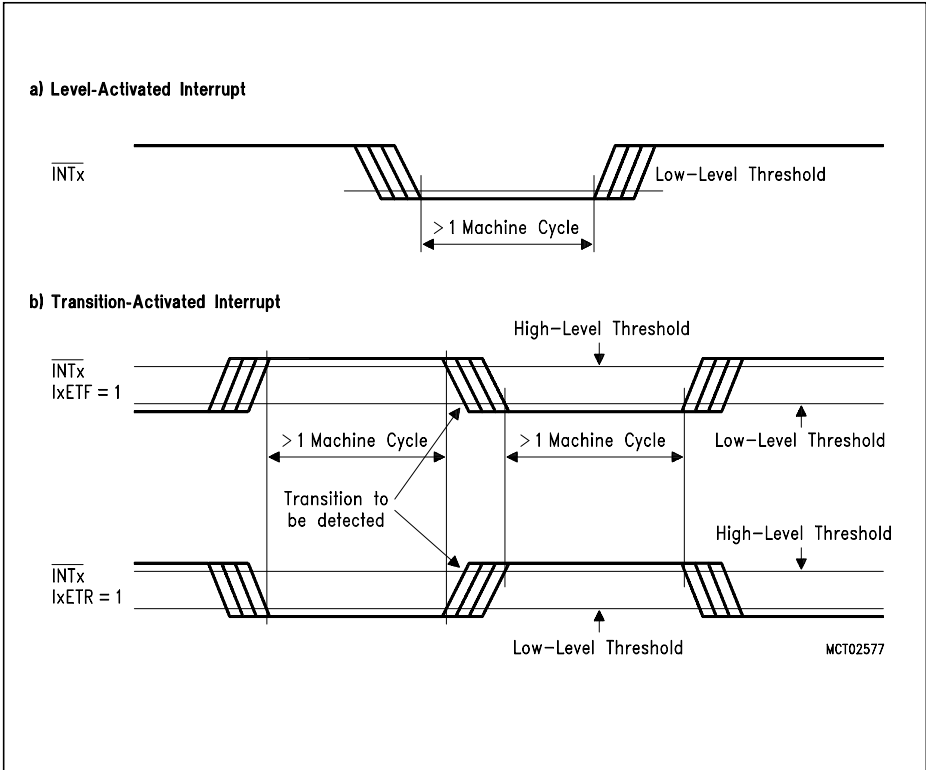 a) Level-Activated Interrupt
INTx
Low-Level Threshold
> 1 Machine Cycle
b) Transition-Activated Interrupt
High-Level Threshold
INTx
IxETF = 1
> 1 Machine Cycle
> 1 Machine Cycle
Low-Level Threshold
Transition to
be detected
High-Level Threshold
INTx
IxETR = 1
Low-Level Threshold
MCT02577